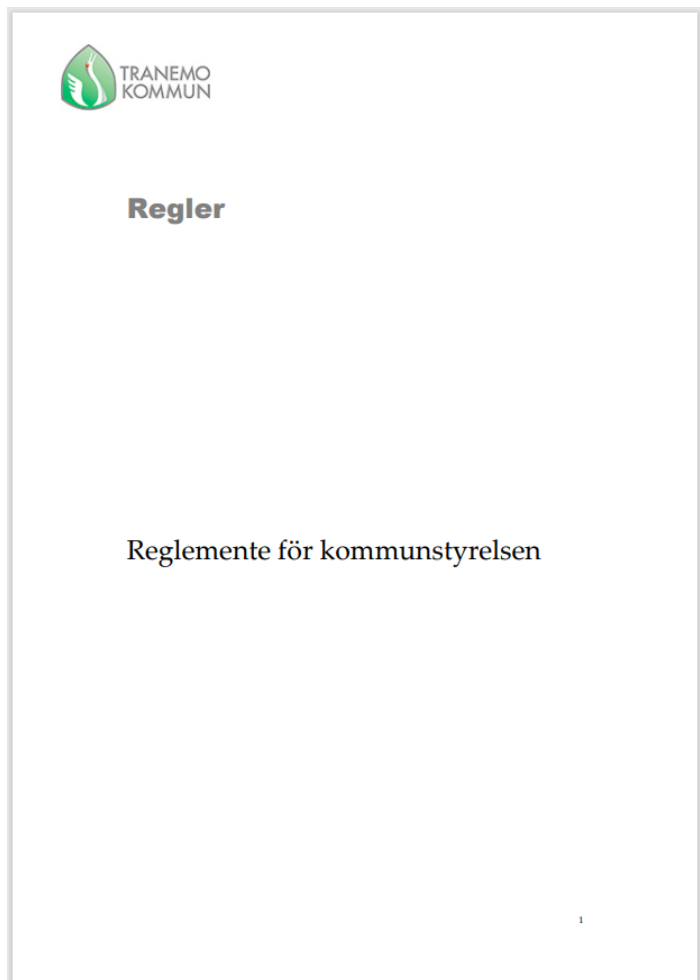 TRANEMO
KOMMUN
Regler
Reglemente för kommunstyrelsen
1